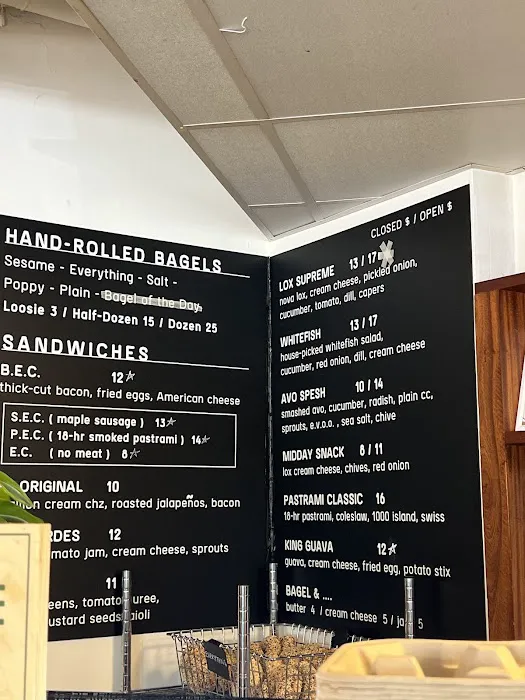 HAND-ROLLED BAGELS
Sesame - Everything - Salt -
Poppy - Plain - Bagel of the Day
Loosie 3 / Half-Dozen 15 / Dozen 25
SANDWICHES
B.E.C. 12
thick-cut bacon, fried eggs, American cheese
S.E.C. ( maple sausage ) 13
P.E.C. ( 18-hr smoked pastrami ) 14
E.C. ( no meat ) 8
ORIGINAL 10
cream chz, roasted jalapeños, bacon
12
jam, cream cheese, sprouts
11
CLOSED $ / OPEN $
LOX SUPREME 13 / 17
nova lox, cream cheese, pickled onion,
cucumber, tomato, dill, capers
WHITEFISH 13 / 17
house-picked whitefish salad,
cucumber, red onion, dill, cream cheese
AVO SPESH 10 / 14
smashed avo, cucumber, radish, plain cc,
sprouts, e.v.o.o. , sea salt, chive
MIDDAY SNACK 8 / 11
lox cream cheese, chives, red onion
PASTRAMI CLASSIC 16
18-hr pastrami, coleslaw, 1000 island, swiss
KING GUAVA 12
guava, cream cheese, fried egg, potato stix
BAGEL & ....
butter 4 / cream cheese 5 / 5